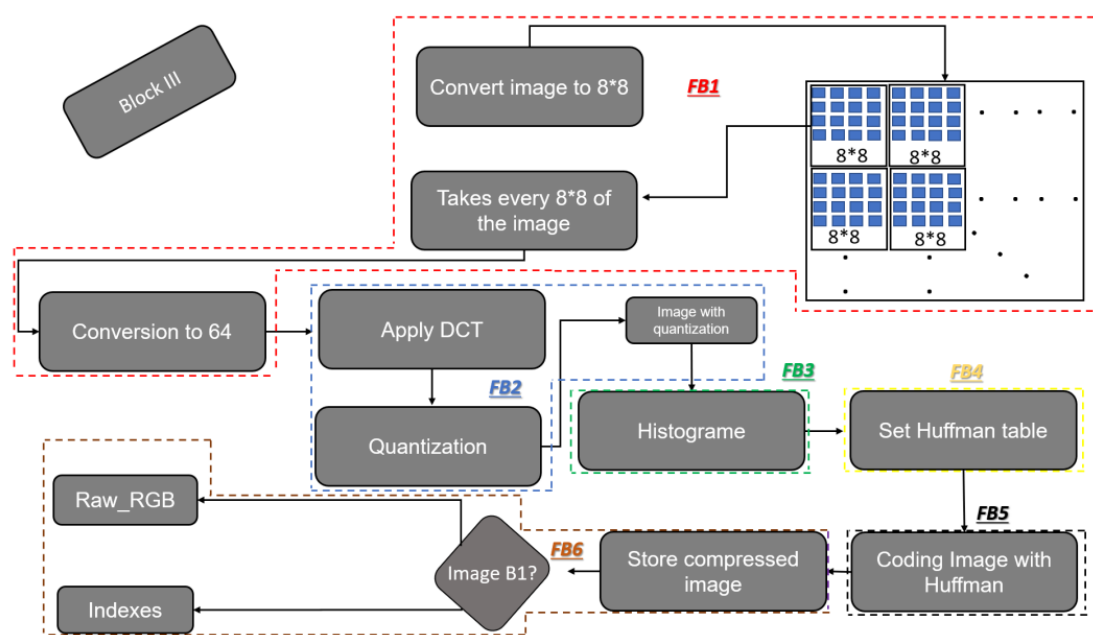 Block III
Convert image to 8*8
FB1
8*8
8*8
8*8
8*8
Takes every 8*8 of
the image
Conversion to 64
Apply DCT
Image with
quantization
FB2
Quantization
FB3
Histograme
FB4
Set Huffman table
FB5
Coding Image with
Huffman
Store compressed
image
FB6
Image B1?
Raw_RGB
Indexes